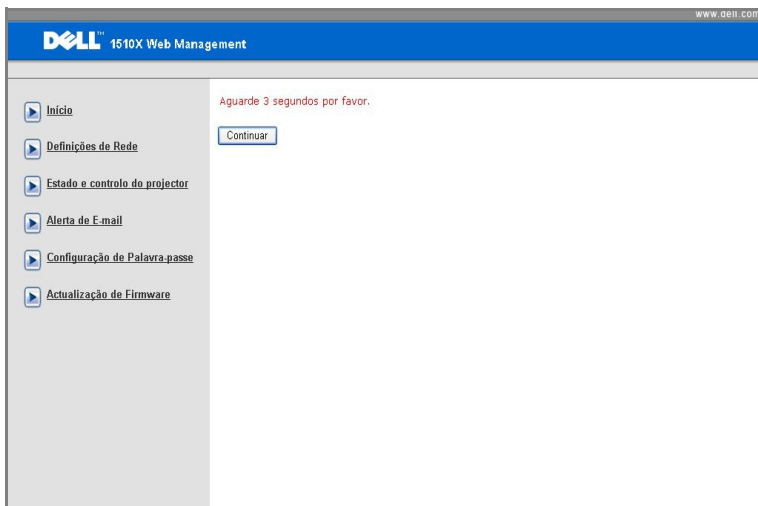 www.dell.com
DELL™ 1510X Web Management
Início
Definições de Rede
Estado e controlo do projector
Alerta de E-mail
Configuração de Palavra-passe
Actualização de Firmware
Aguarde 3 segundos por favor.
Continuar